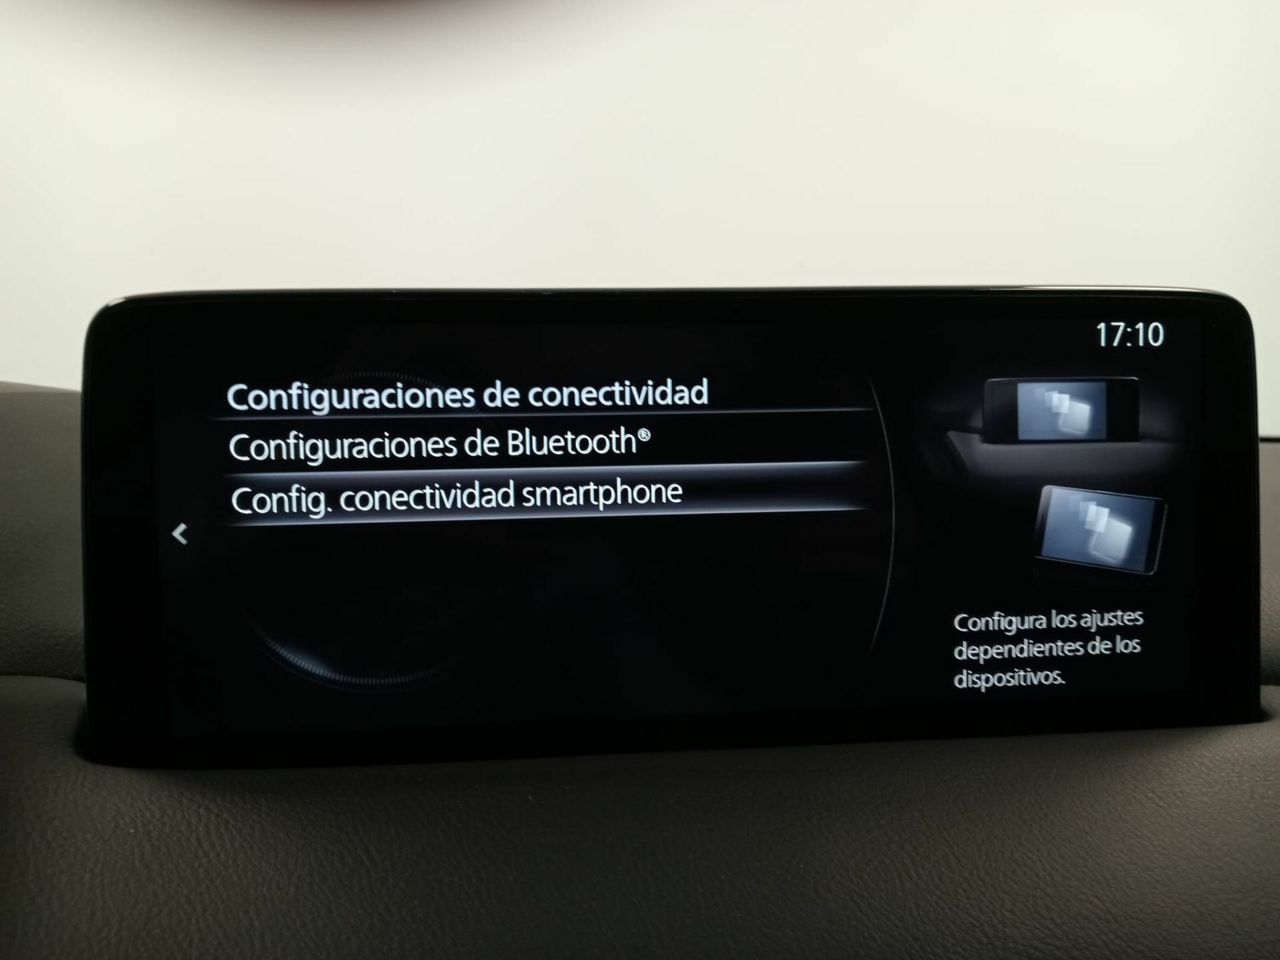 17:10
Configuraciones de conectividad
Configuraciones de Bluetooth®
Config. conectividad smartphone
Configura los ajustes
dependientes de los
dispositivos.